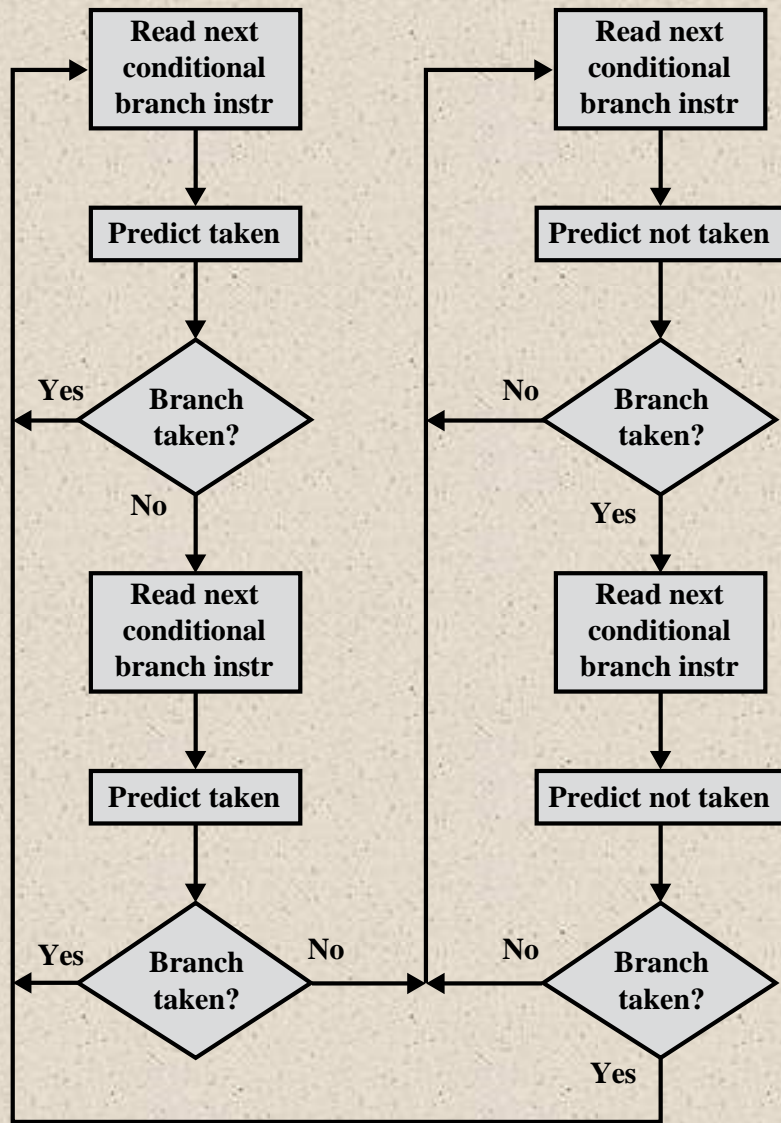 Read next
conditional
branch instr
Predict taken
Yes
Branch
taken?
No
Read next
conditional
branch instr
Predict taken
Yes
Branch
taken?
No
Read next
conditional
branch instr
Predict not taken
No
Branch
taken?
Yes
Read next
conditional
branch instr
Predict not taken
No
Branch
taken?
Yes